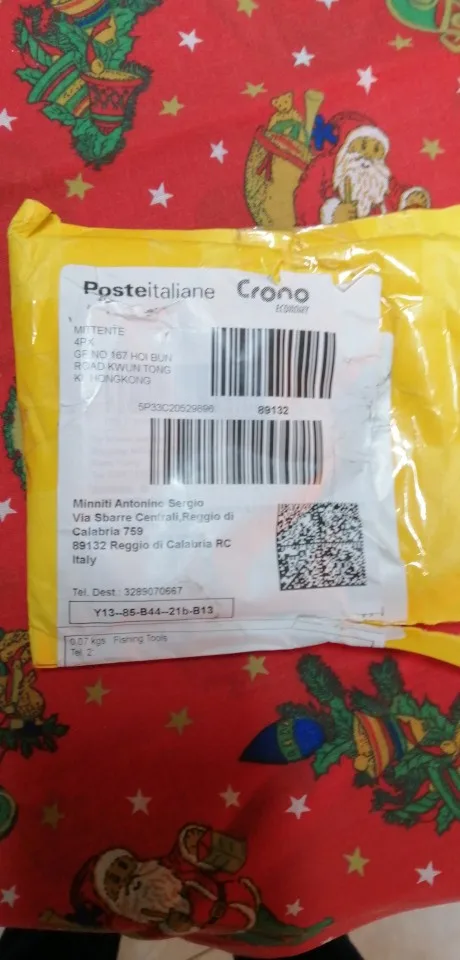 Posteitaliane Crono
ECONOMY
MITTENTE
4PX
GF NO 167 HOI BUN
ROAD KWUN TONG
HONGKONG
5P33C20529696 89132
Minniti Antonino Sergio
Via Sbarre Centrali,Reggio di
Calabria 759
89132 Reggio di Calabria RC
Italy
Tel. Dest.: 3289070667
Y13--85-B44--21b-B13
0.07 kgs Fishing Tools
Tel. 2